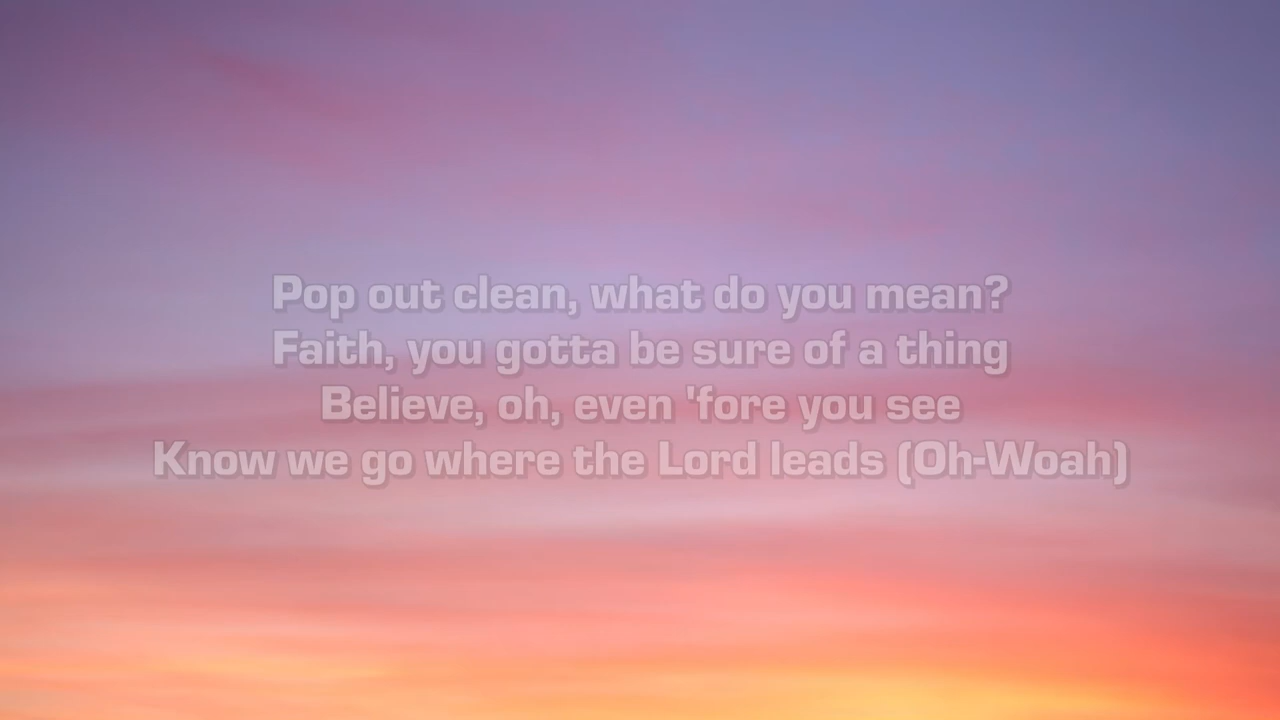 Pop out clean, what do you mean?
Faith, you gotta be sure of a thing
Believe, oh, even 'fore you see
Know we go where the Lord leads (Oh-Woah)